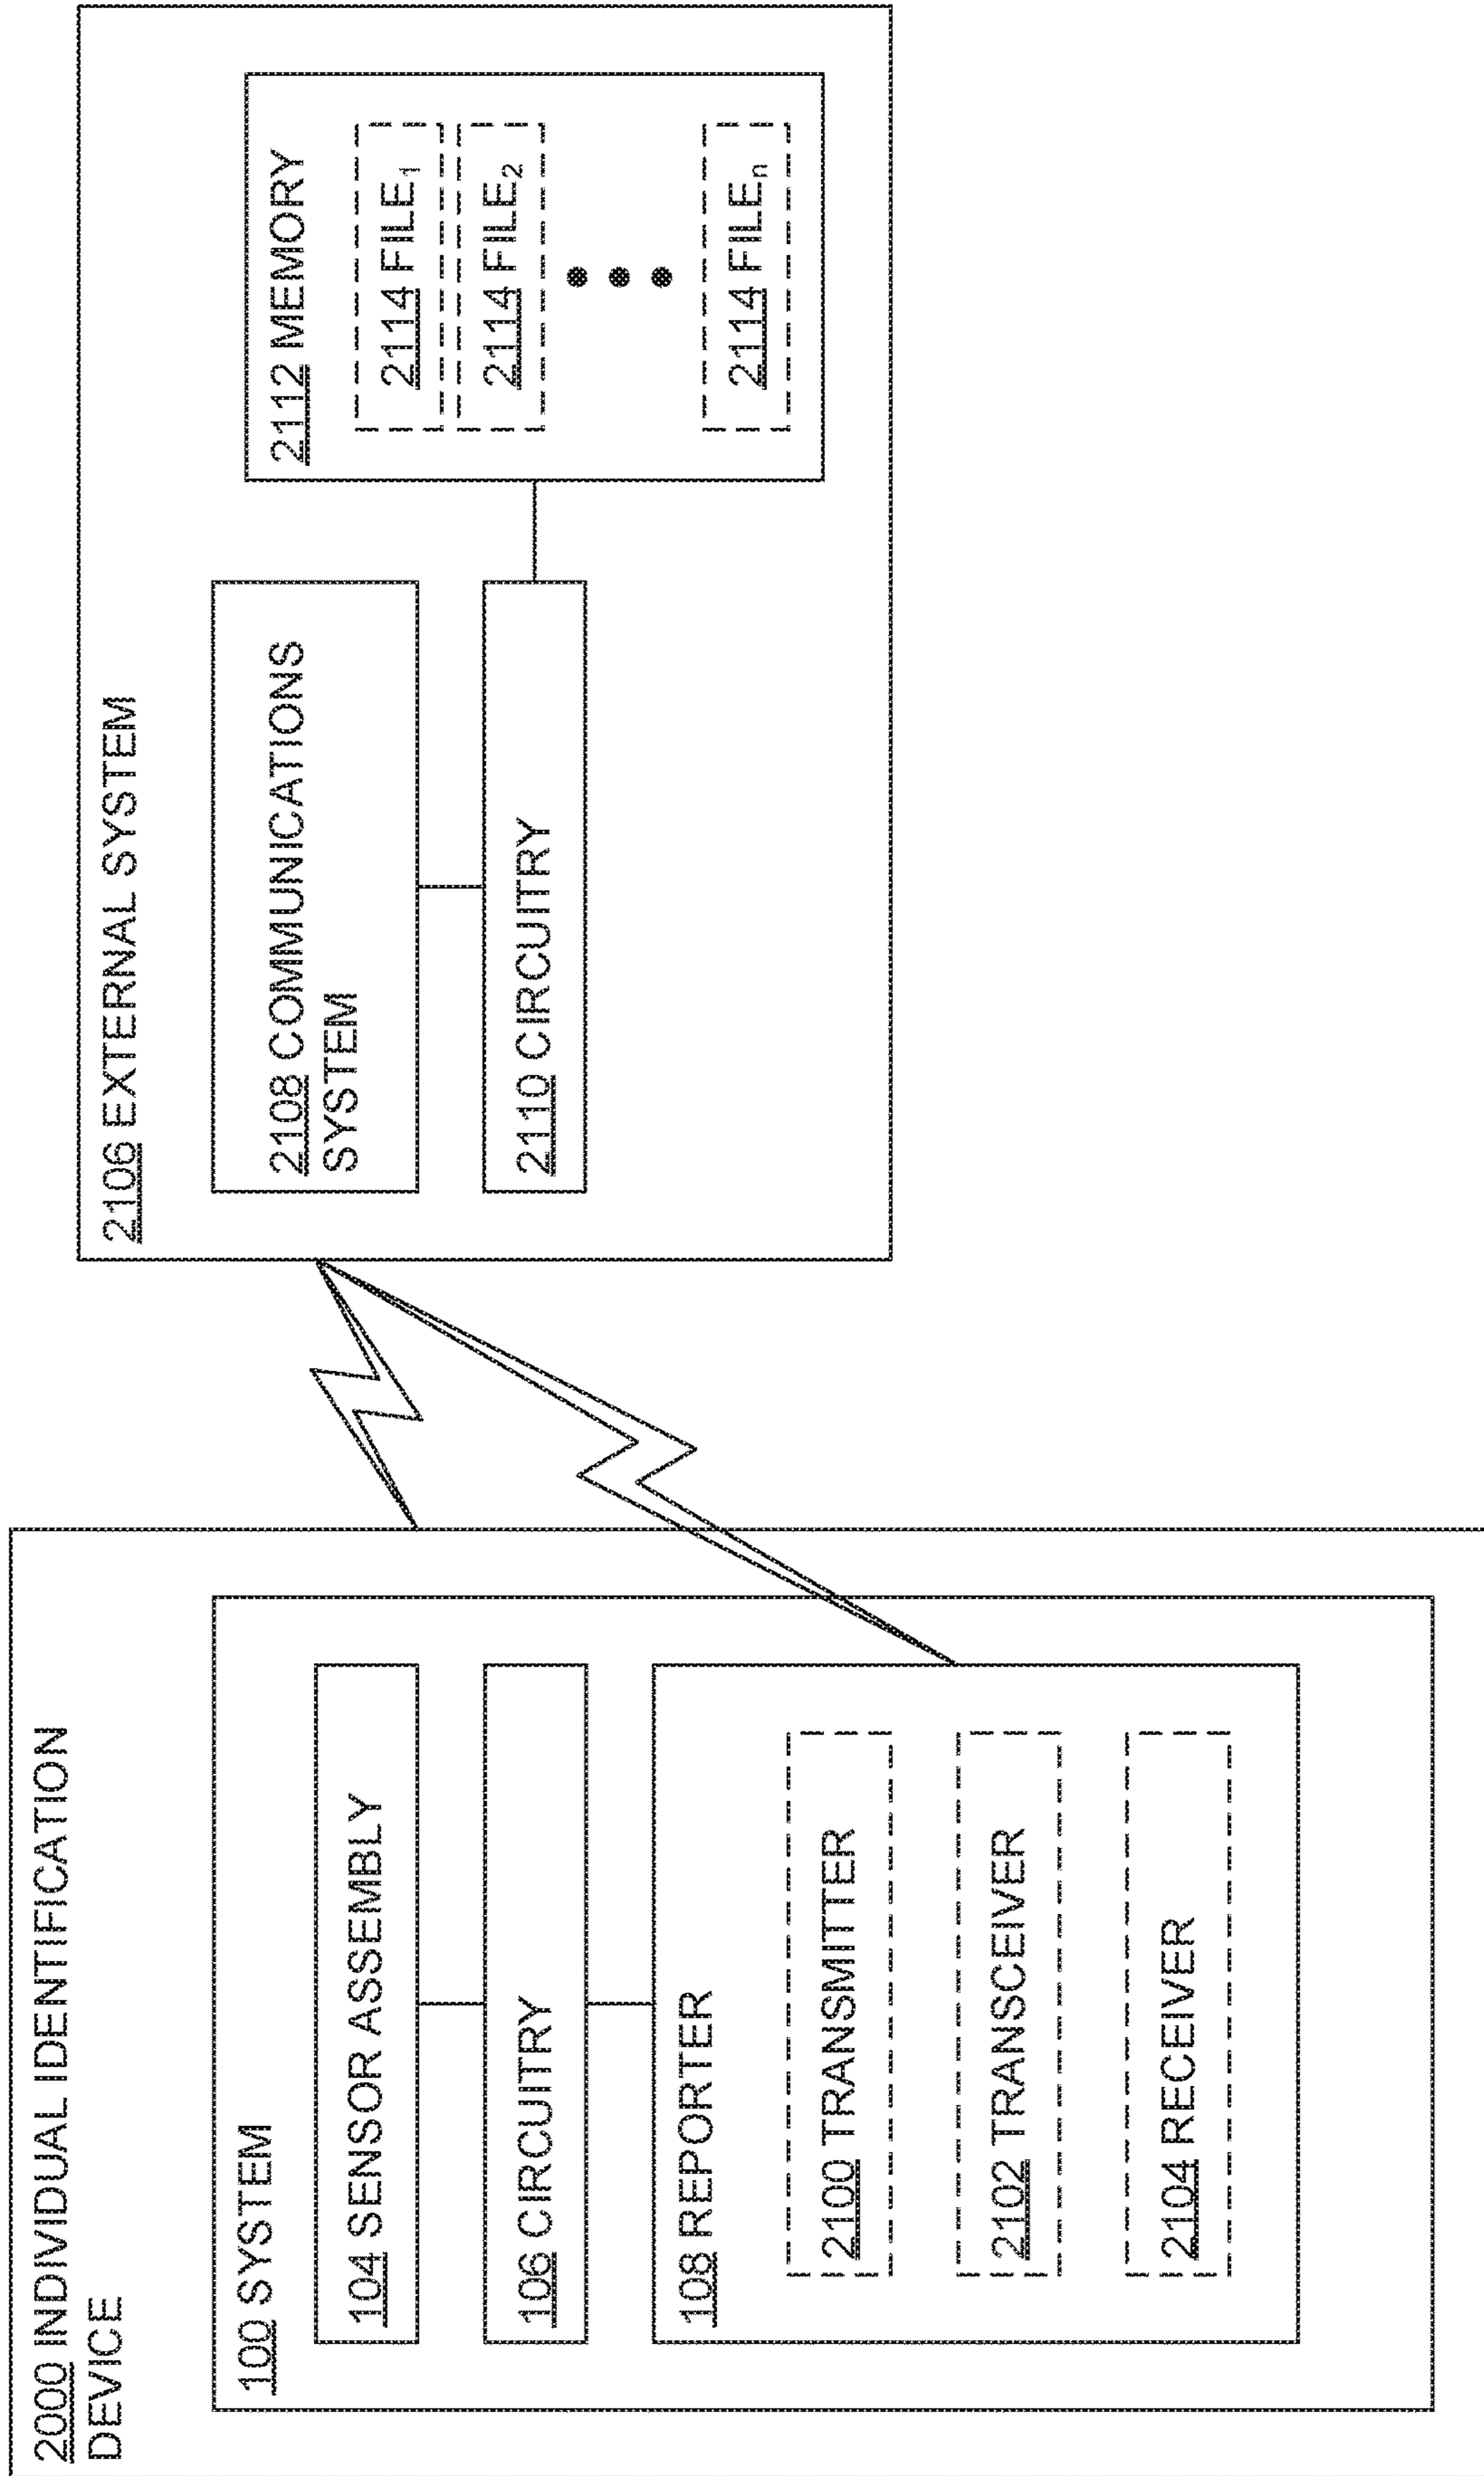 2000 INDIVIDUAL IDENTIFICATION
DEVICE
100 SYSTEM
104 SENSOR ASSEMBLY
106 CIRCUITRY
108 REPORTER
2100 TRANSMITTER
2102 TRANSCEIVER
2104 RECEIVER
2106 EXTERNAL SYSTEM
2108 COMMUNICATIONS
SYSTEM
2110 CIRCUITRY
2112 MEMORY
2114 FILE1
2114 FILE2
2114 FILEn